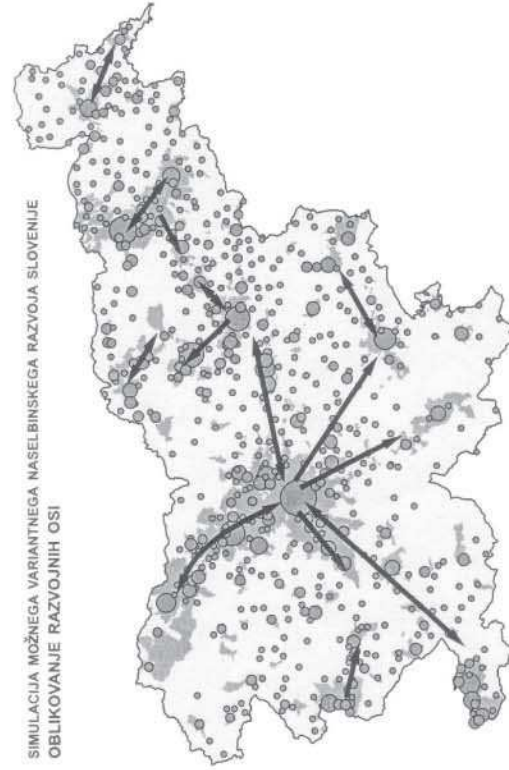 SIMULACIJA MOŽNEGA VARIANTNEGA NASELBINSKEGA RAZVOJA SLOVENIJE
OBLIKOVANJE RAZVOJNIH OSI